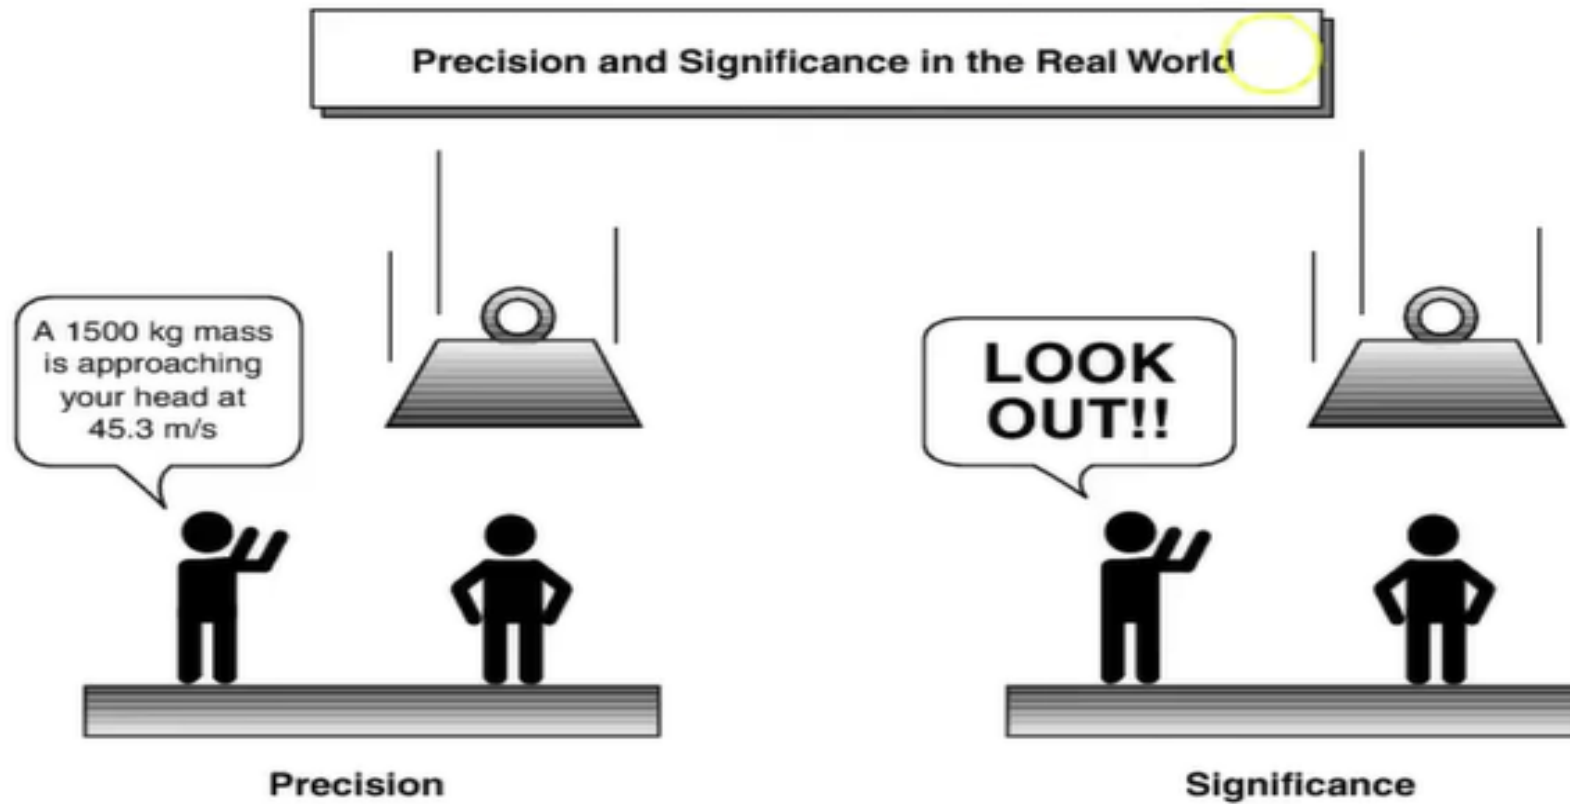 Precision and Significance in the Real World
A 1500 kg mass
is approaching
your head at
45.3 m/s
LOOK
OUT!!
Precision
Significance